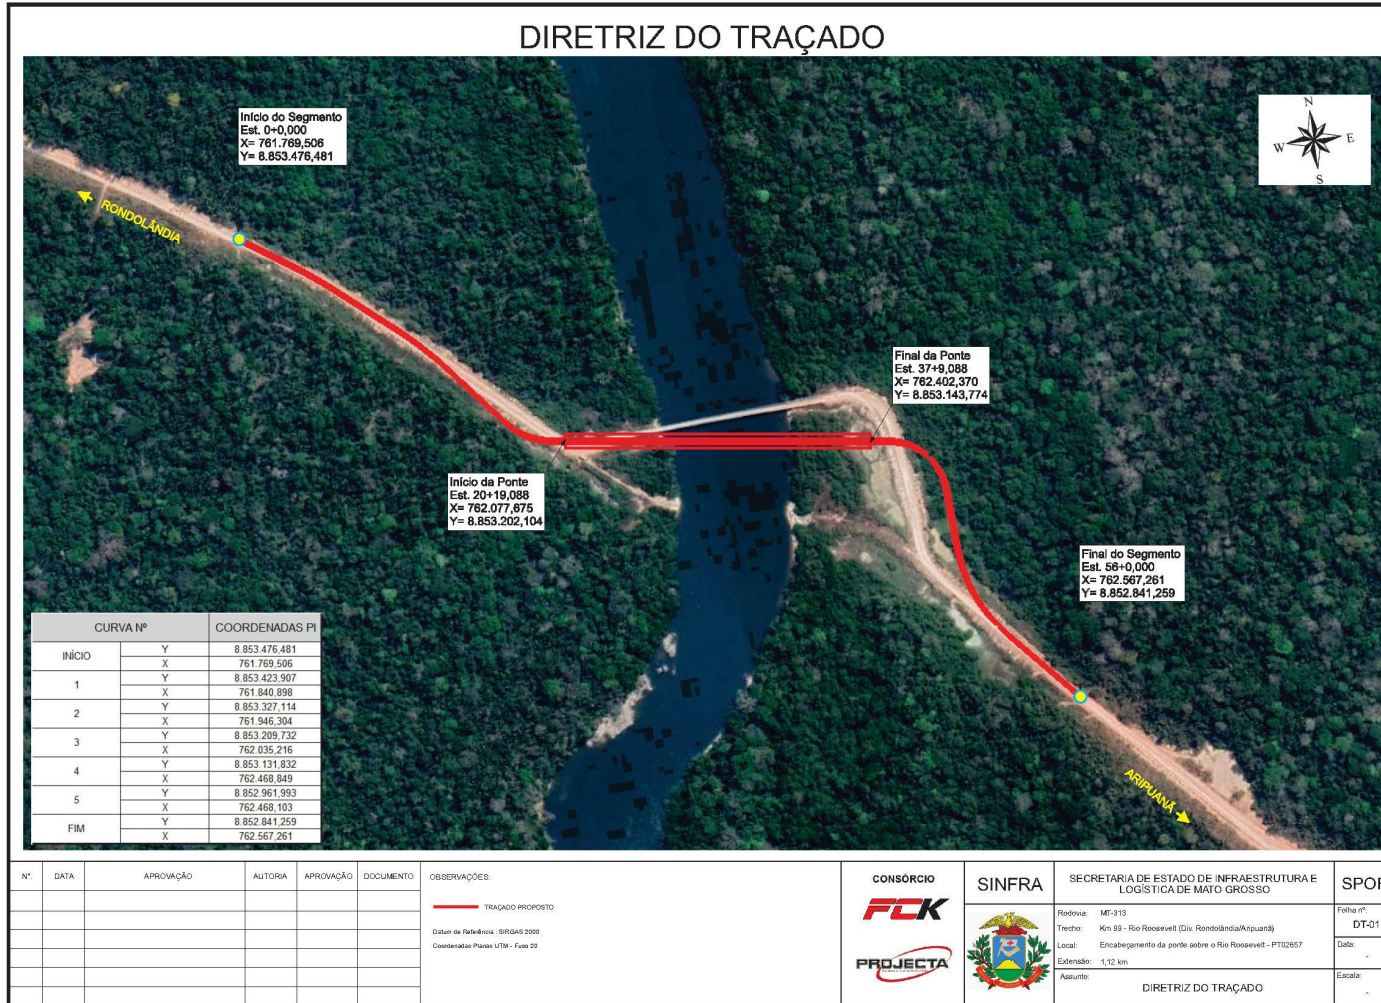 DIRETRIZ DO TRAÇADO
Início do Segmento
Est. 0+0,000
X= 761.769,506
Y= 8.853.476,481
N
W E
S
RONDOLÂNDIA
Final da Ponte
Est. 37+9,088
X= 762.402,370
Y= 8.853.143,774
Início da Ponte
Est. 20+19,088
X= 762.077,675
Y= 8.853.202,104
Final do Segmento
Est. 56+0,000
X= 762.567,261
Y= 8.852.841,259
ARIPUANÃ
CURVA Nº COORDENADAS PI
INÍCIO Y 8.853.476,481
X 761.769,506
1 Y 8.853.423,907
X 761.840,898
2 Y 8.853.327,114
X 761.946,304
3 Y 8.853.209,732
X 762.035,216
4 Y 8.853.131,832
X 762.468,849
5 Y 8.852.961,993
X 762.468,103
FIM Y 8.852.841,259
X 762.567,261
N°. DATA APROVAÇÃO AUTORIA APROVAÇÃO DOCUMENTO
OBSERVAÇÕES:
TRAÇADO PROPOSTO
Datum de Referência : SIRGAS 2000
Coordenadas Planas UTM - Fuso 20
CONSÓRCIO
FCK
PROJECTA
SINFRA
SECRETARIA DE ESTADO DE INFRAESTRUTURA E
LOGÍSTICA DE MATO GROSSO
Rodovia: MT-313
Trecho: Km 99 - Rio Roosevelt (Div. Rondolândia/Aripuanã)
Local: Encabeçamento da ponte sobre o Rio Roosevelt - PT02657
Extensão: 1,12 km
Assunto:
DIRETRIZ DO TRAÇADO
Folha nº:
DT-01
Data:
-
Escala:
-